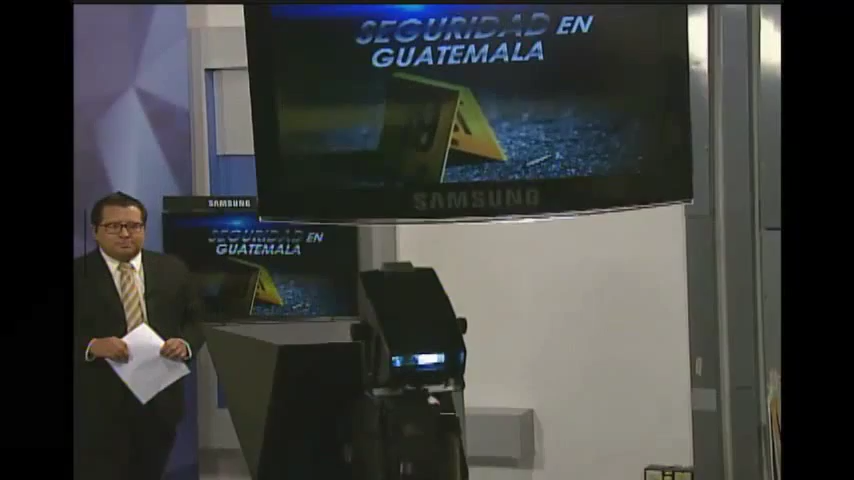 SEGURIDAD EN
GUATEMALA
SAMSUNG
SAMSUNG
SEGURIDAD EN
GUATEMALA